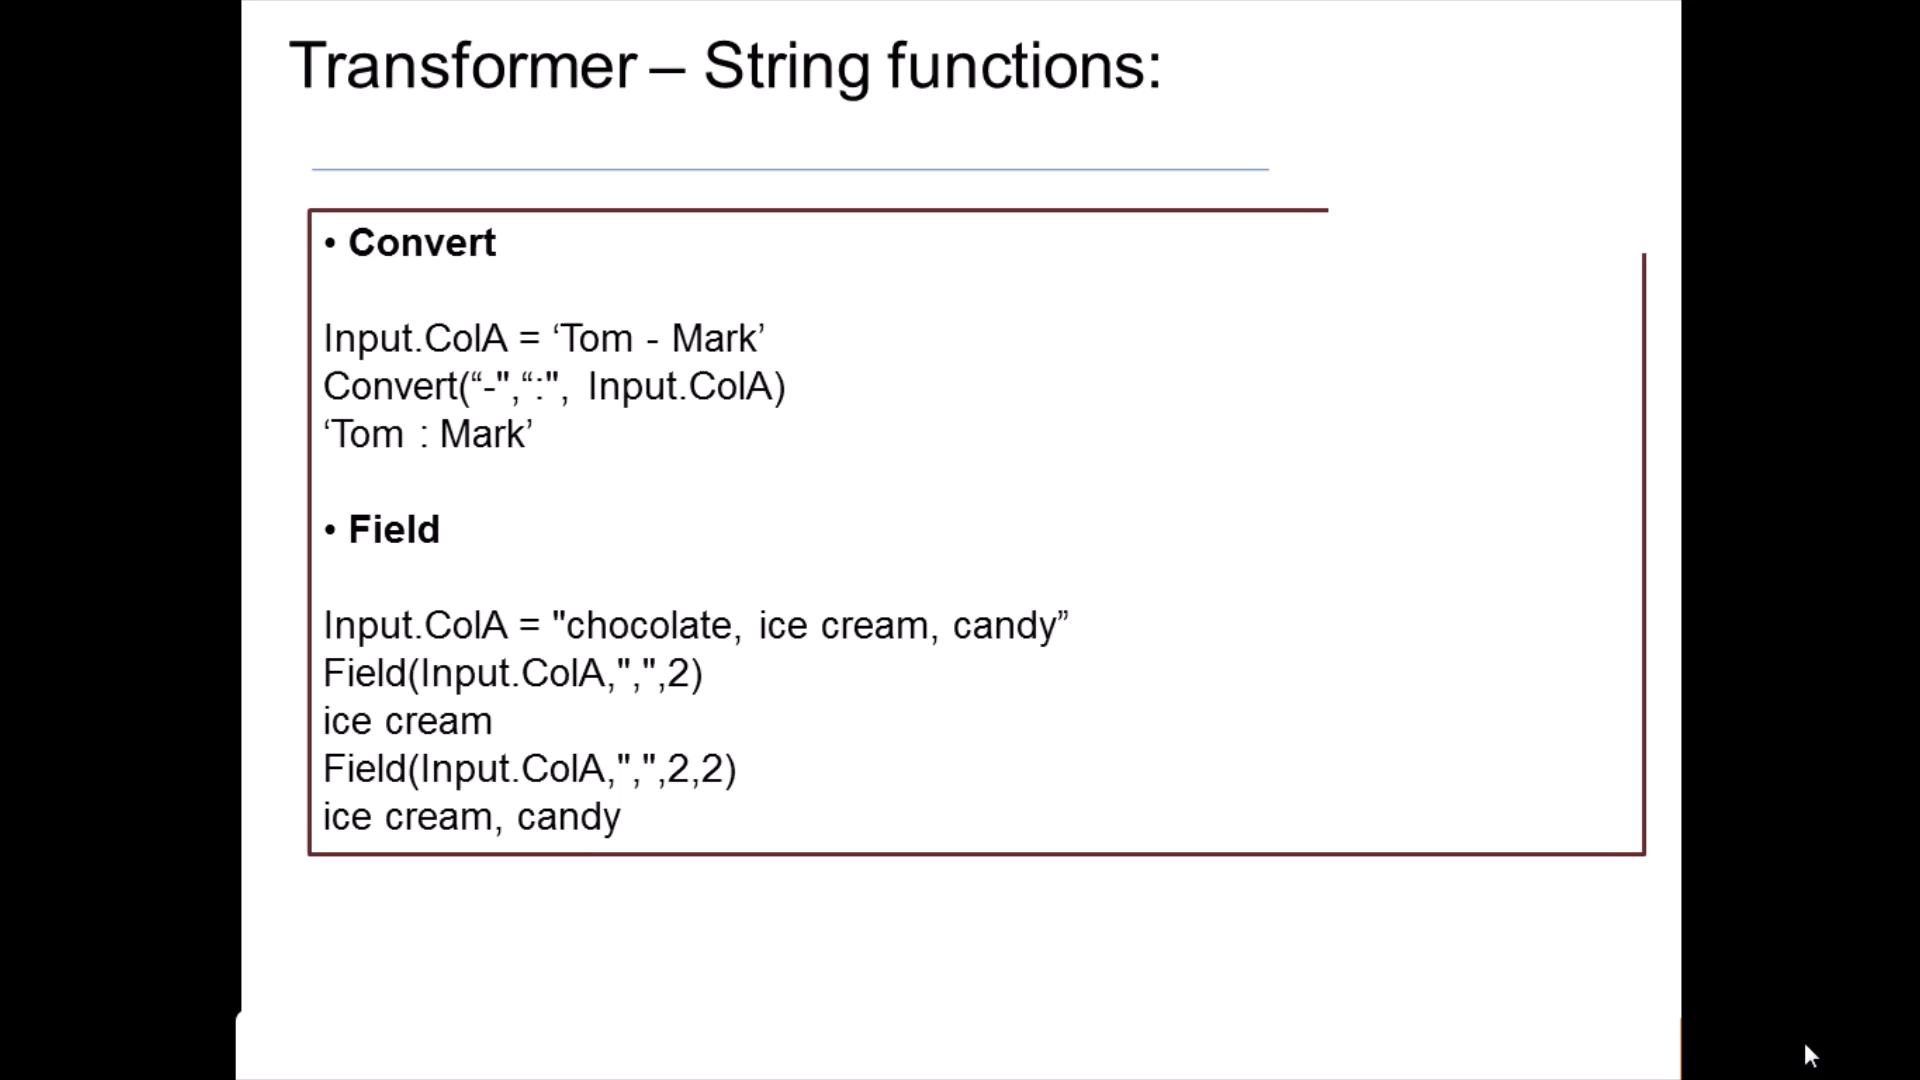 Transformer – String functions:
• Convert
Input.ColA = ‘Tom - Mark’
Convert(“-",“:", Input.ColA)
‘Tom : Mark’
• Field
Input.ColA = "chocolate, ice cream, candy”
Field(Input.ColA,",",2)
ice cream
Field(Input.ColA,",",2,2)
ice cream, candy